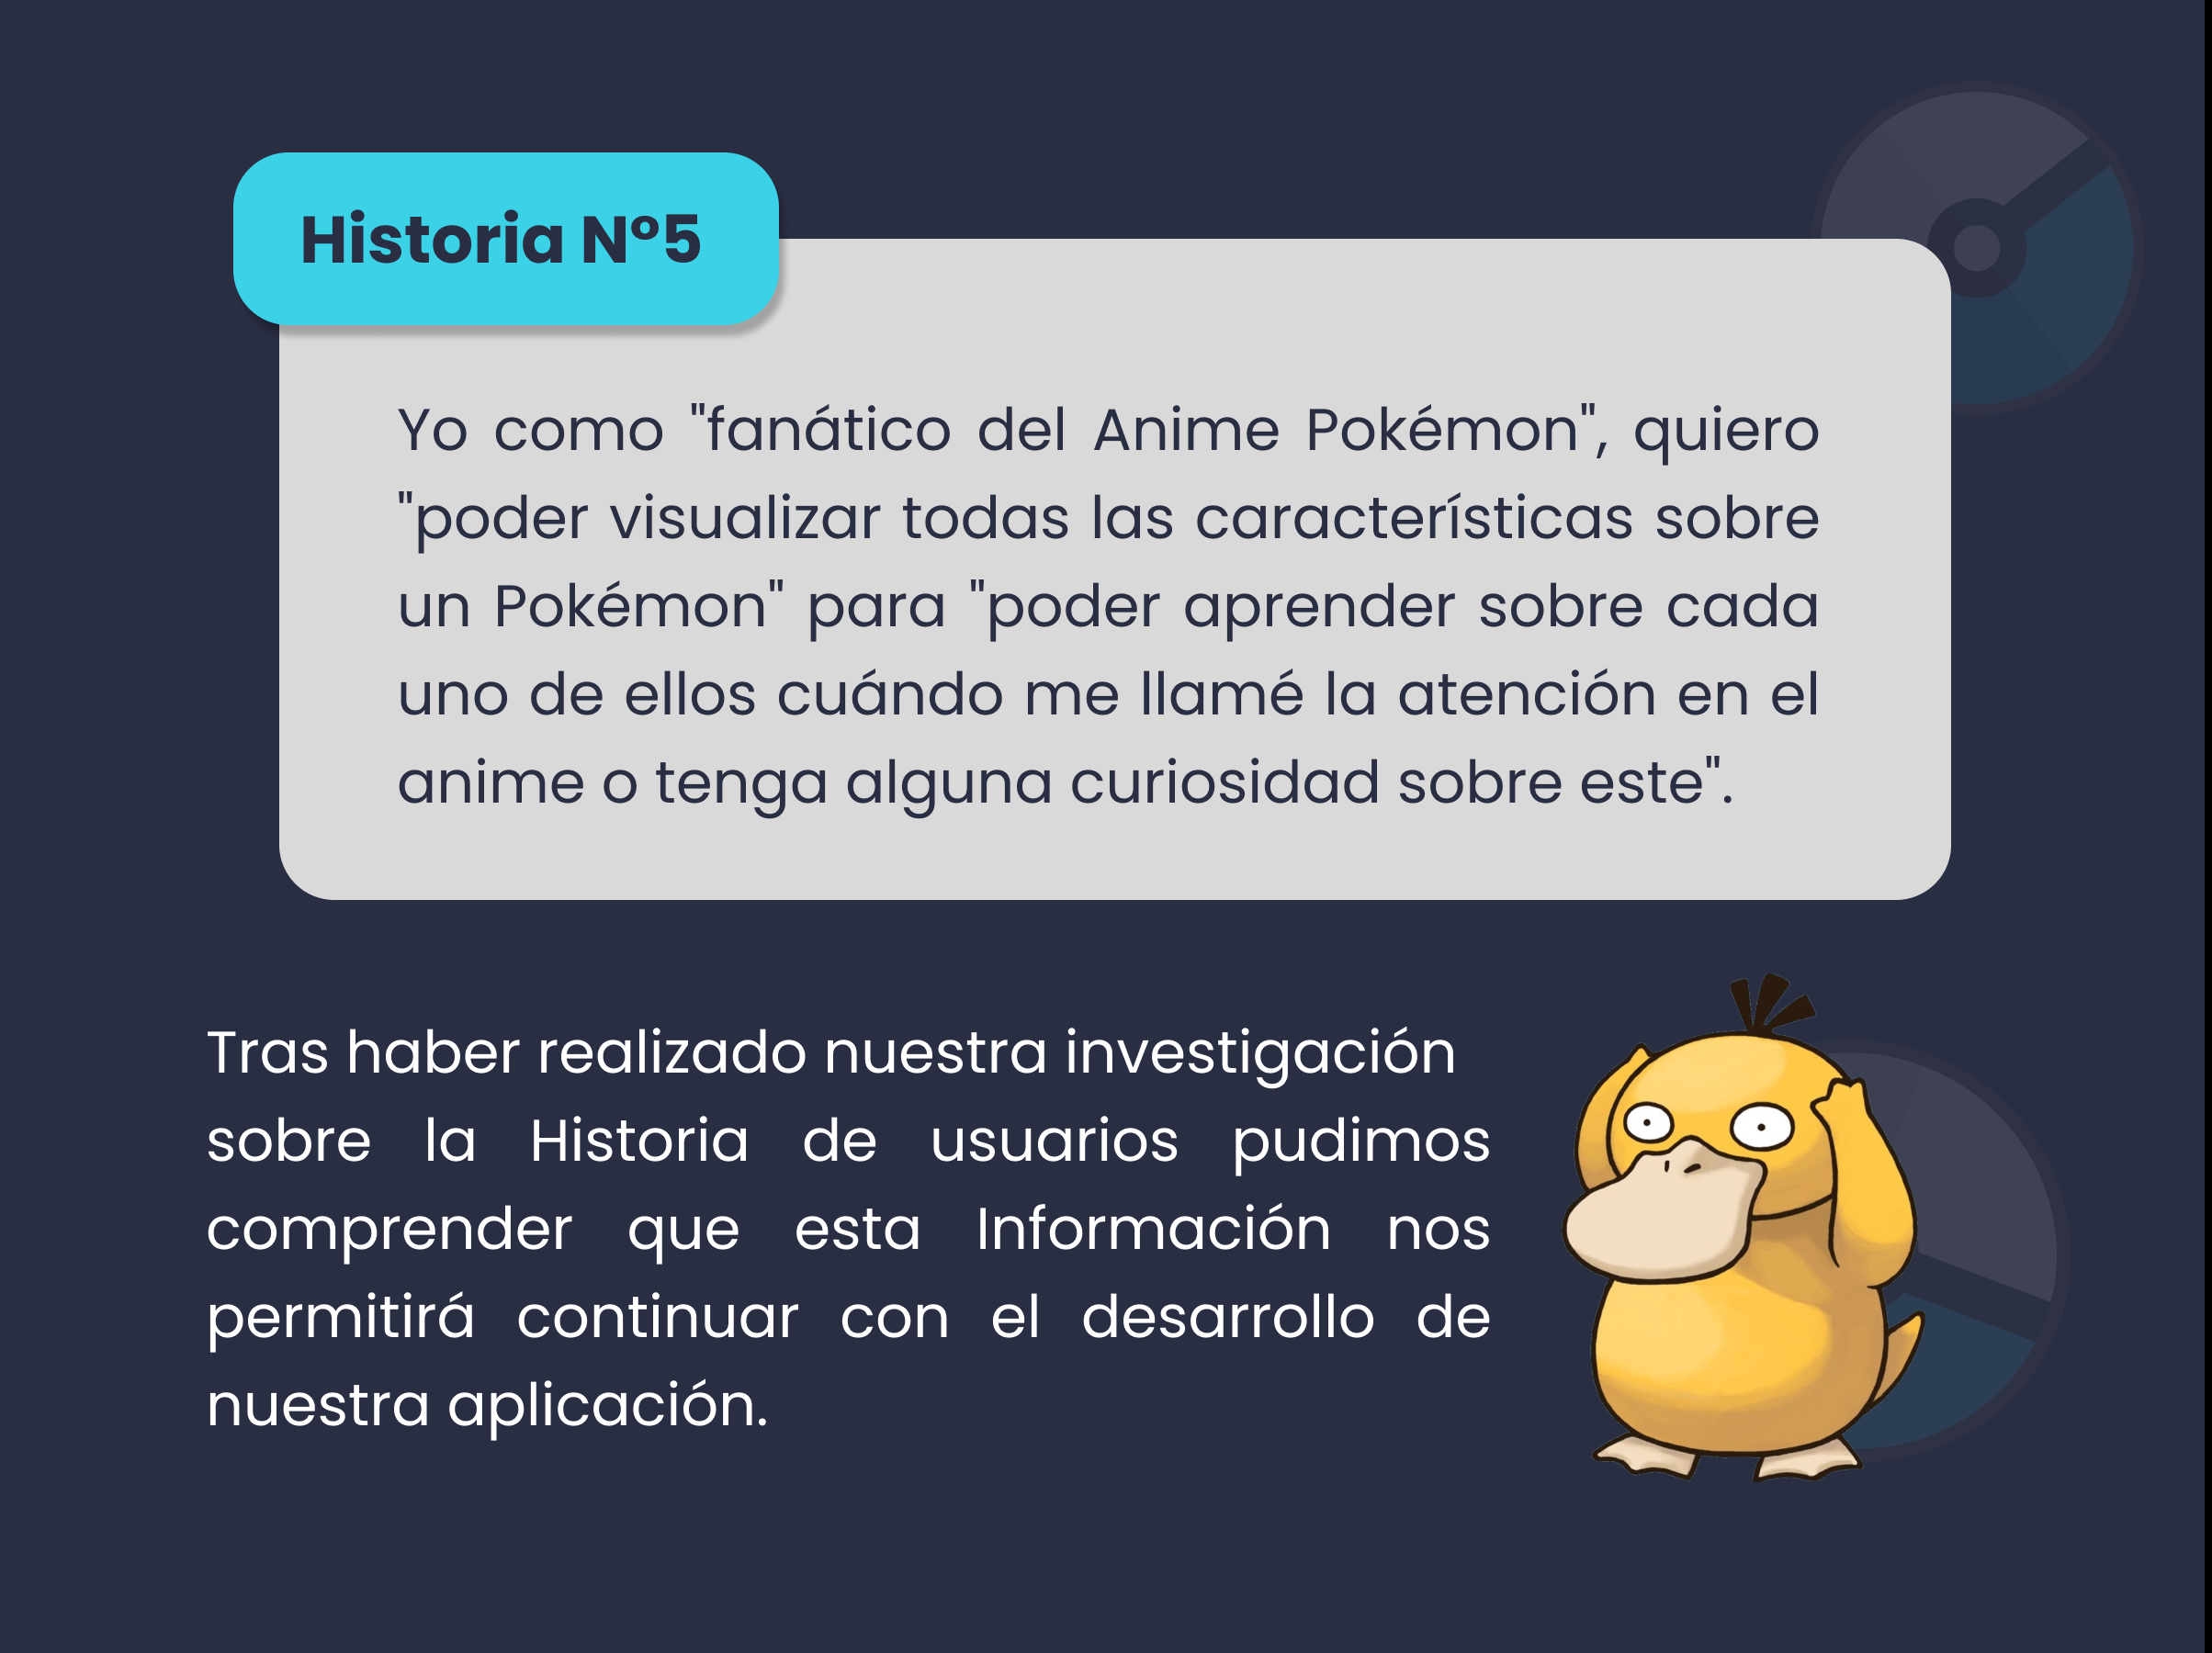 Historia Nº5
Yo como "fanático del Anime Pokémon", quiero
"poder visualizar todas las características sobre
un Pokémon" para "poder aprender sobre cada
uno de ellos cuándo me llamé la atención en el
anime o tenga alguna curiosidad sobre este".
Tras haber realizado nuestra investigación
sobre la Historia de usuarios pudimos
comprender que esta Información nos
permitirá continuar con el desarrollo de
nuestra aplicación.